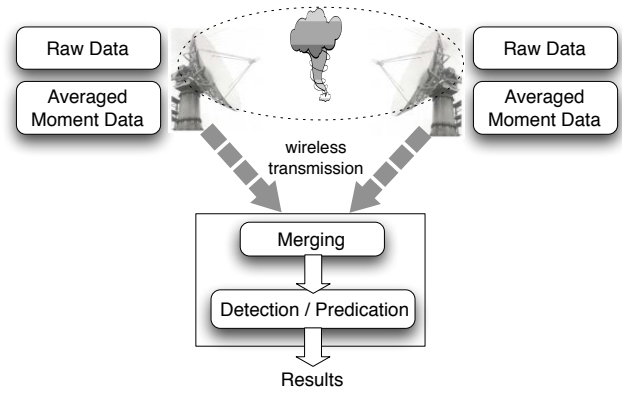 Raw Data
Averaged
Moment Data
Raw Data
Averaged
Moment Data
wireless
transmission
Merging
Detection / Predication
Results